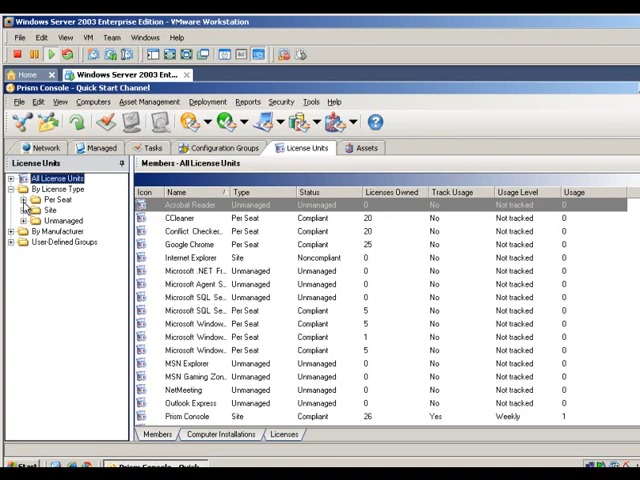 Windows Server 2003 Enterprise Edition - VMware Workstation
File Edit View VM Team Windows Help
Home Windows Server 2003 Ent...
Prism Console - Quick Start Channel
File Edit View Computers Asset Management Deployment Reports Security Tools Help
Network Managed Tasks Configuration Groups License Units Assets
License Units Members - All License Units
All License Units
By License Type
Per Seat
Site
Unmanaged
By Manufacturer
User-Defined Groups
Icon Name Type Status Licenses Owned Track Usage Usage Level Usage
Acrobat Reader Unmanaged Unmanaged 0 No Not tracked 0
CCleaner Per Seat Compliant 20 No Not tracked 0
Conflict Checke... Per Seat Compliant 20 No Not tracked 0
Google Chrome Per Seat Compliant 25 No Not tracked 0
Internet Explorer Site Noncompliant 0 No Not tracked 0
Microsoft .NET Fr... Unmanaged Unmanaged 0 No Not tracked 0
Microsoft Agent S... Unmanaged Unmanaged 0 No Not tracked 0
Microsoft SQL Se... Unmanaged Unmanaged 0 No Not tracked 0
Microsoft SQL Se... Per Seat Compliant 5 No Not tracked 0
Microsoft Window... Per Seat Compliant 5 No Not tracked 0
Microsoft Window... Per Seat Compliant 1 No Not tracked 0
Microsoft Window... Per Seat Compliant 5 No Not tracked 0
MSN Explorer Unmanaged Unmanaged 0 No Not tracked 0
MSN Gaming Zon... Unmanaged Unmanaged 0 No Not tracked 0
NetMeeting Unmanaged Unmanaged 0 No Not tracked 0
Outlook Express Unmanaged Unmanaged 0 No Not tracked 0
Prism Console Site Compliant 26 Yes Weekly 1
Members Computer Installations Licenses
Start Prism Console - Quick